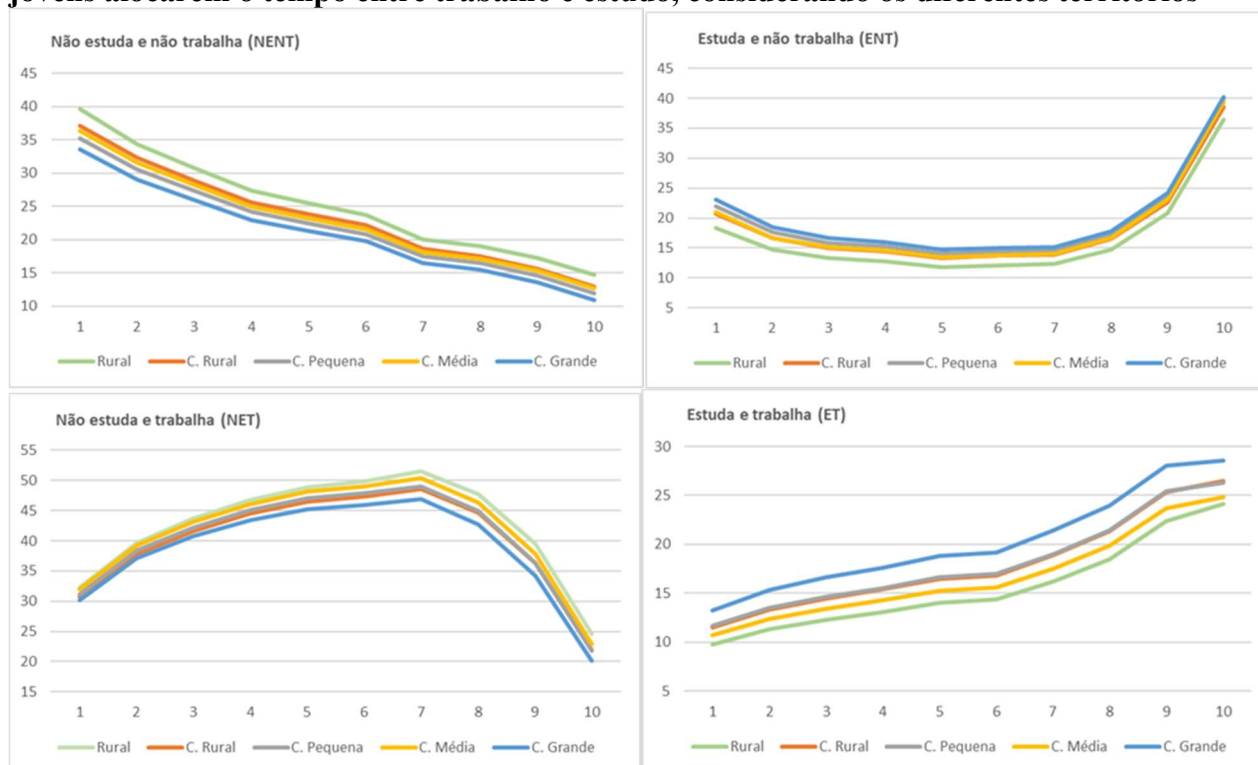 jovens alocarem o tempo entre trabalho e estudo, considerando os diferentes territórios
Não estuda e não trabalha (NENT)
45
40
35
30
25
20
15
10
1 2 3 4 5 6 7 8 9 10
Rural C. Rural C. Pequena C. Média C. Grande
Estuda e não trabalha (ENT)
45
40
35
30
25
20
15
10
5
1 2 3 4 5 6 7 8 9 10
Rural C. Rural C. Pequena C. Média C. Grande
Não estuda e trabalha (NET)
55
50
45
40
35
30
25
20
15
1 2 3 4 5 6 7 8 9 10
Rural C. Rural C. Pequena C. Média C. Grande
Estuda e trabalha (ET)
30
25
20
15
10
5
1 2 3 4 5 6 7 8 9 10
Rural C. Rural C. Pequena C. Média C. Grande